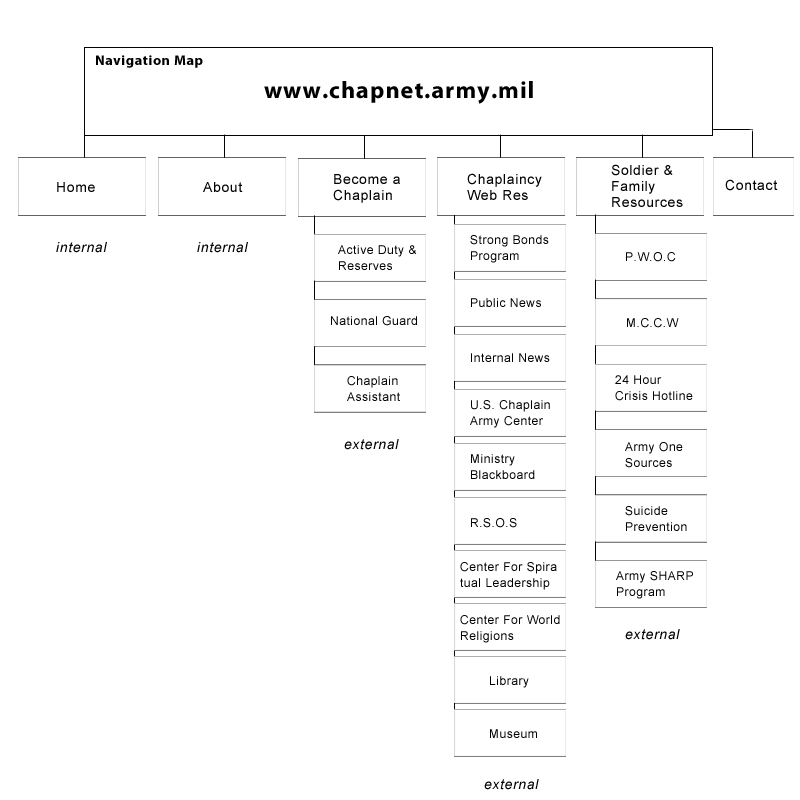 Navigation Map
www.chapnet.army.mil
Home
internal
About
internal
Become a
Chaplain
Active Duty &
Reserves
National Guard
Chaplain
Assistant
external
Chaplaincy
Web Res
Strong Bonds
Program
Public News
Internal News
U.S. Chaplain
Army Center
Ministry
Blackboard
R.S.O.S
Center For Spira
tual Leadership
Center For World
Religions
Library
Museum
external
Soldier &
Family
Resources
P.W.O.C
M.C.C.W
24 Hour
Crisis Hotline
Army One
Sources
Suicide
Prevention
Army SHARP
Program
external
Contact